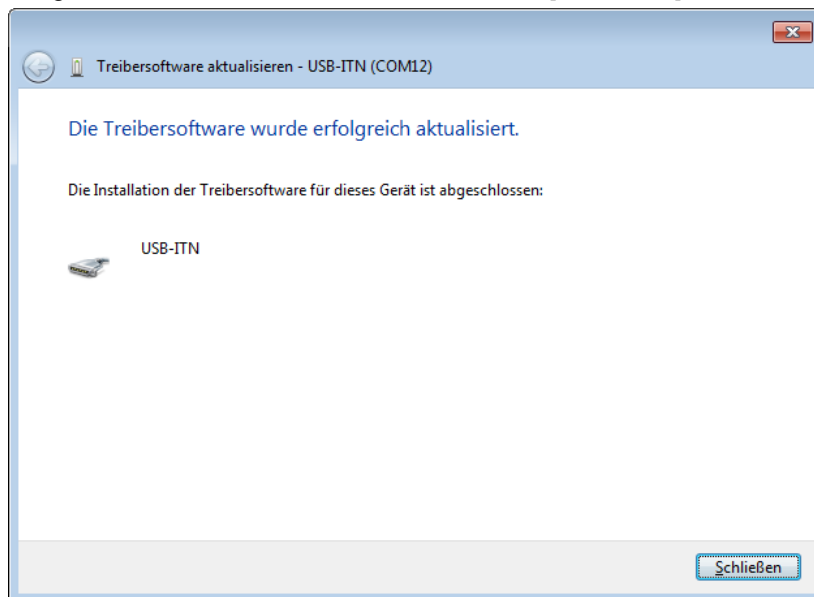 Treibersoftware aktualisieren - USB-ITN (COM12)
Die Treibersoftware wurde erfolgreich aktualisiert.
Die Installation der Treibersoftware für dieses Gerät ist abgeschlossen:
USB-ITN
Schließen